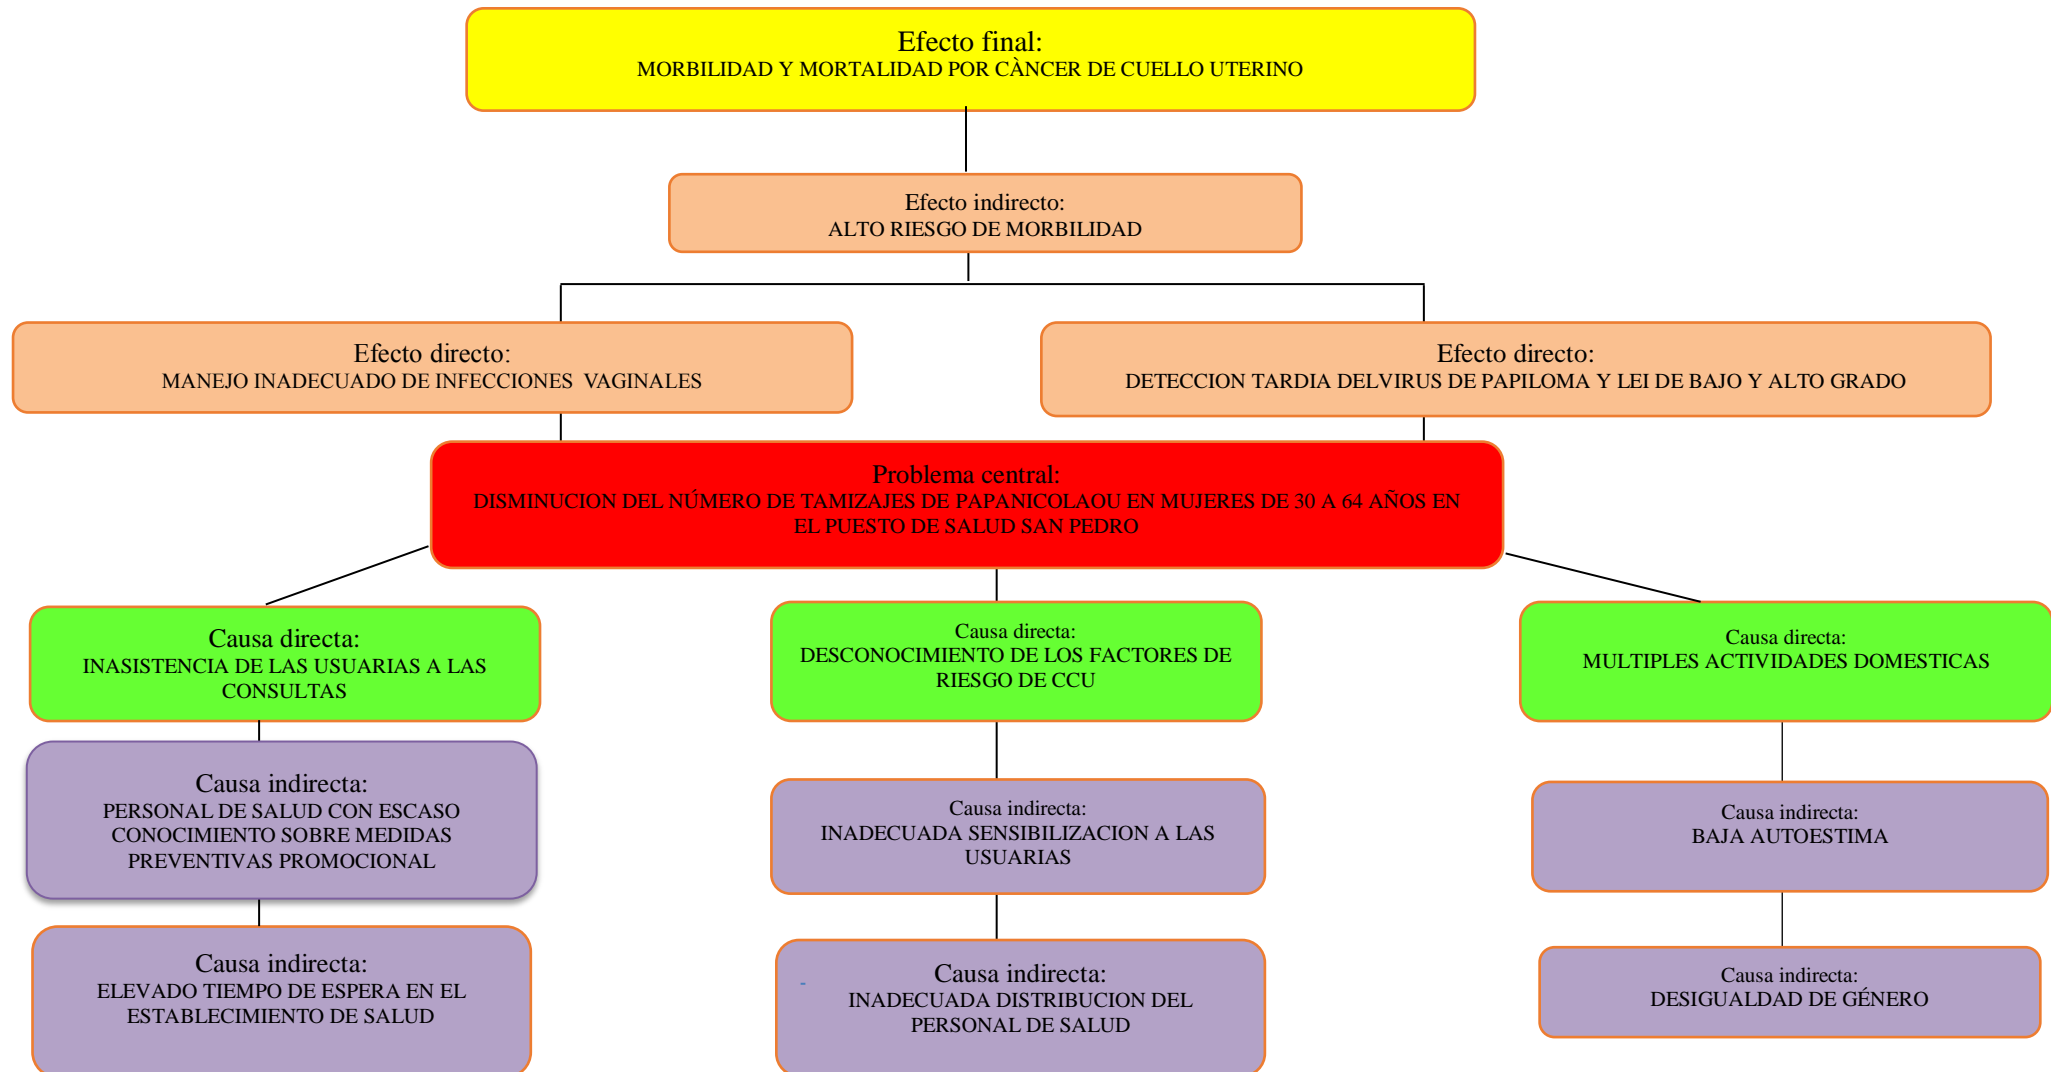 Efecto final:
MORBILIDAD Y MORTALIDAD POR CÀNCER DE CUELLO UTERINO
Efecto indirecto:
ALTO RIESGO DE MORBILIDAD
Efecto directo:
MANEJO INADECUADO DE INFECCIONES VAGINALES
Efecto directo:
DETECCION TARDIA DELVIRUS DE PAPILOMA Y LEI DE BAJO Y ALTO GRADO
Problema central:
DISMINUCION DEL NÚMERO DE TAMIZAJES DE PAPANICOLAOU EN MUJERES DE 30 A 64 AÑOS EN
EL PUESTO DE SALUD SAN PEDRO
Causa directa:
INASISTENCIA DE LAS USUARIAS A LAS
CONSULTAS
Causa directa:
DESCONOCIMIENTO DE LOS FACTORES DE
RIESGO DE CCU
Causa directa:
MULTIPLES ACTIVIDADES DOMESTICAS
Causa indirecta:
PERSONAL DE SALUD CON ESCASO
CONOCIMIENTO SOBRE MEDIDAS
PREVENTIVAS PROMOCIONAL
Causa indirecta:
INADECUADA SENSIBILIZACION A LAS
USUARIAS
Causa indirecta:
BAJA AUTOESTIMA
Causa indirecta:
ELEVADO TIEMPO DE ESPERA EN EL
ESTABLECIMIENTO DE SALUD
Causa indirecta:
INADECUADA DISTRIBUCION DEL
PERSONAL DE SALUD
Causa indirecta:
DESIGUALDAD DE GÉNERO